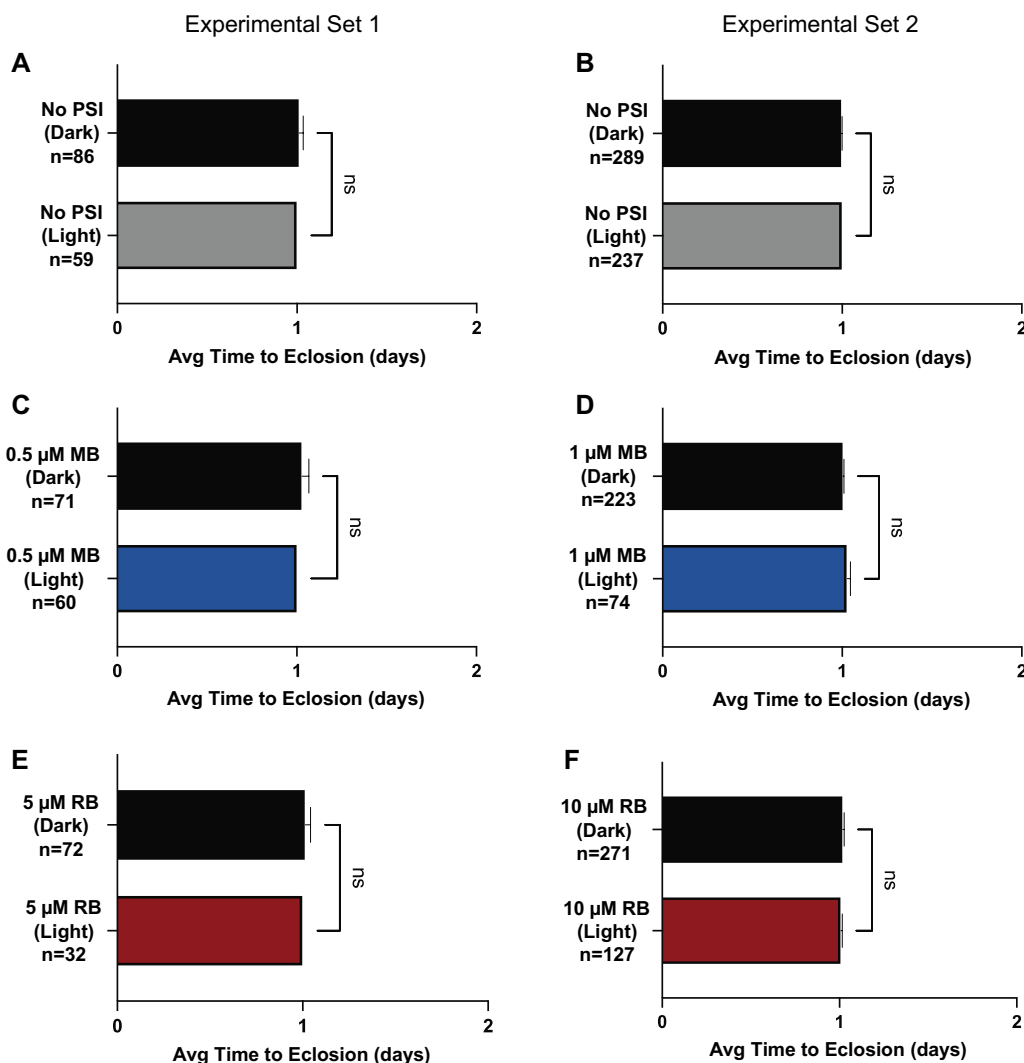 Experimental Set 1
Experimental Set 2
A
No PSI
(Dark)
n=86
No PSI
(Light)
n=59
ns
0
1
2
Avg Time to Eclosion (days)
B
No PSI
(Dark)
n=289
No PSI
(Light)
n=237
ns
0
1
2
Avg Time to Eclosion (days)
C
0.5 µM MB
(Dark)
n=71
0.5 µM MB
(Light)
n=60
ns
0
1
2
Avg Time to Eclosion (days)
D
1 µM MB
(Dark)
n=223
1 µM MB
(Light)
n=74
ns
0
1
2
Avg Time to Eclosion (days)
E
5 µM RB
(Dark)
n=72
5 µM RB
(Light)
n=32
ns
0
1
2
Avg Time to Eclosion (days)
F
10 µM RB
(Dark)
n=271
10 µM RB
(Light)
n=127
ns
0
1
2
Avg Time to Eclosion (days)